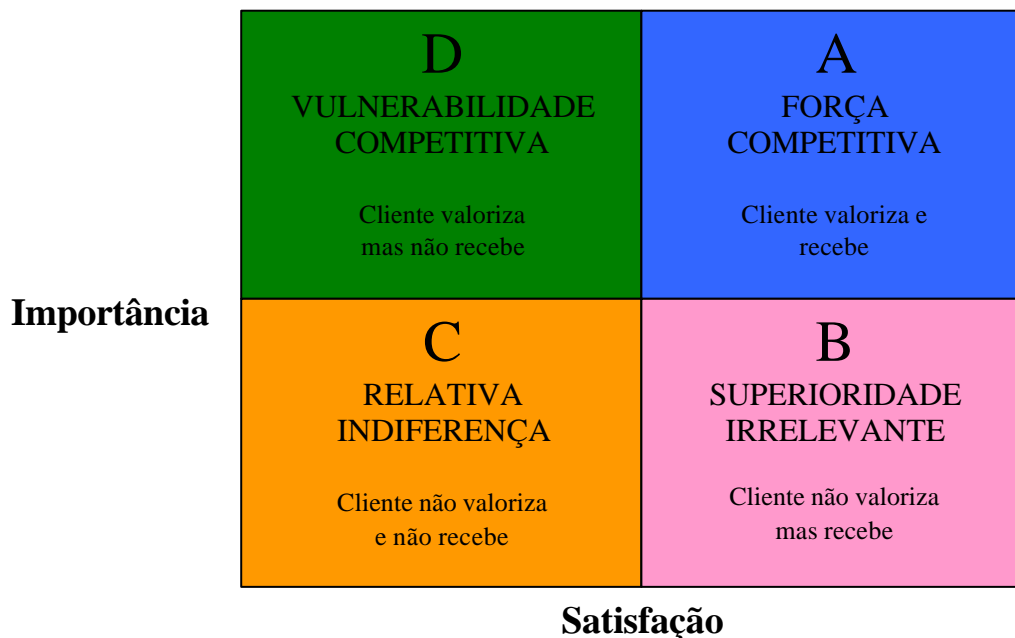 D
VULNERABILIDADE
COMPETITIVA
Cliente valoriza
mas não recebe
A
FORÇA
COMPETITIVA
Cliente valoriza e
recebe
Importância
C
RELATIVA
INDIFERENÇA
Cliente não valoriza
e não recebe
B
SUPERIORIDADE
IRRELEVANTE
Cliente não valoriza
mas recebe
Satisfação